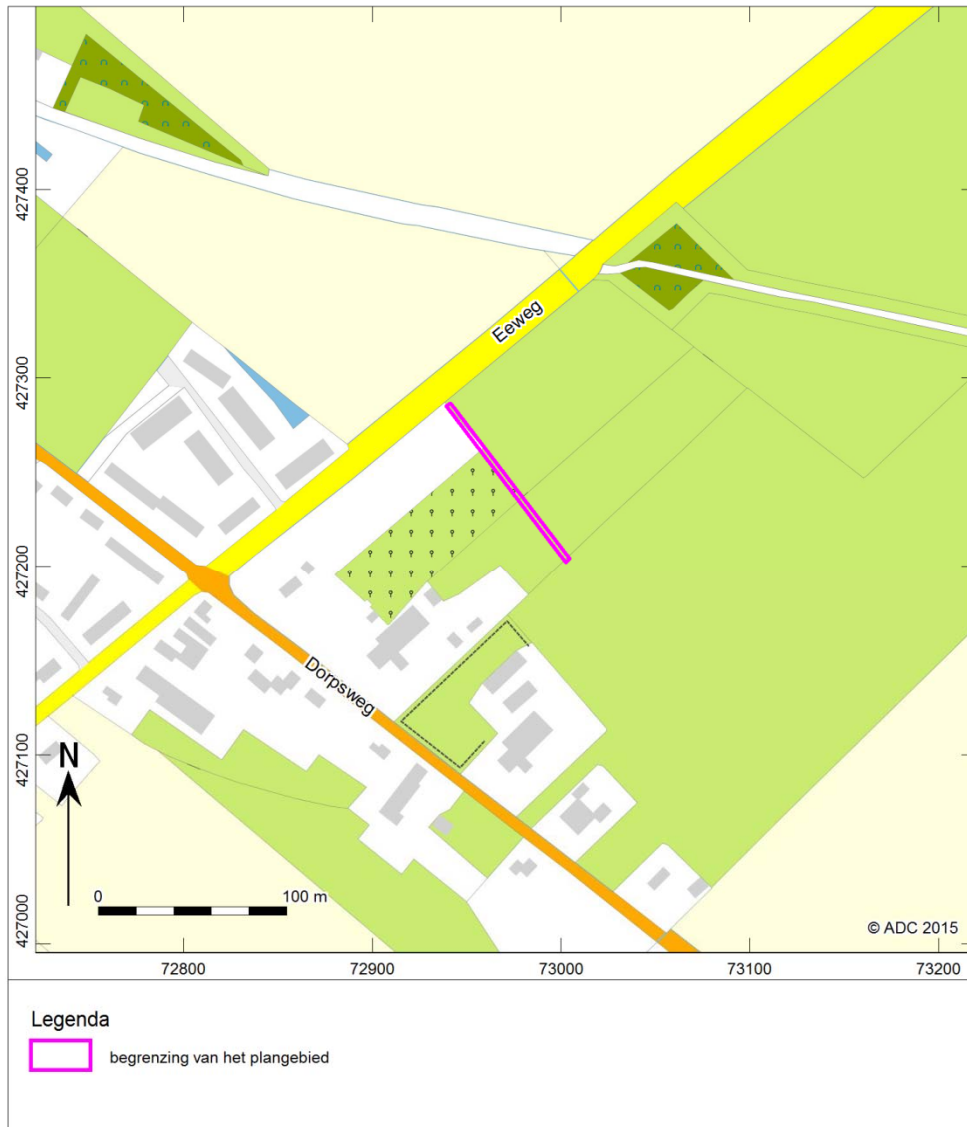 427400
427300
427200
427100
427000
Eeweg
Dorpsweg
N
0 100 m
© ADC 2015
72800 72900 73000 73100 73200
Legenda
begrenzing van het plangebied